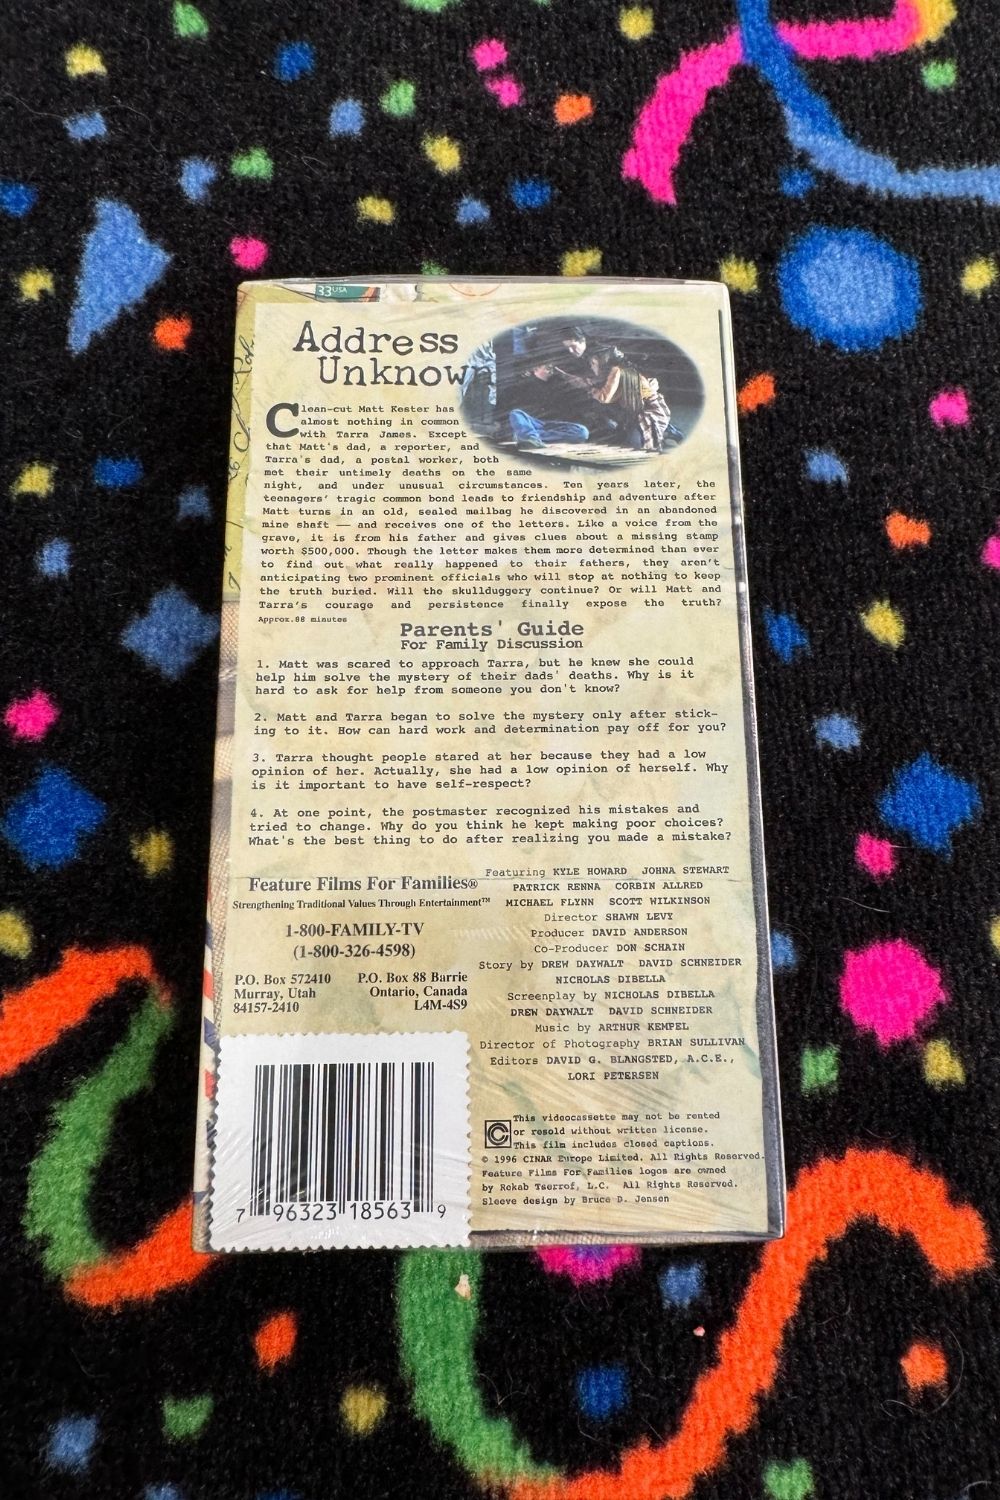 33 USA
Address
Unknown
Clean-cut Matt Kester has
almost nothing in common
with Tarra James. Except
that Matt's dad, a reporter, and
Tarra's dad, a postal worker, both
met their untimely deaths on the same
night, and under unusual circumstances. Ten years later, the
teenagers' tragic common bond leads to friendship and adventure after
Matt turns in an old, sealed mailbag he discovered in an abandoned
mine shaft — and receives one of the letters. Like a voice from the
grave, it is from his father and gives clues about a missing stamp
worth $500,000. Though the letter makes them more determined than ever
to find out what really happened to their fathers, they aren't
anticipating two prominent officials who will stop at nothing to keep
the truth buried. Will the skullduggery continue? Or will Matt and
Tarra's courage and persistence finally expose the truth?
Approx.88 minutes
Parents' Guide
For Family Discussion
1. Matt was scared to approach Tarra, but he knew she could
help him solve the mystery of their dads' deaths. Why is it
hard to ask for help from someone you don't know?
2. Matt and Tarra began to solve the mystery only after stick-
ing to it. How can hard work and determination pay off for you?
3. Tarra thought people stared at her because they had a low
opinion of her. Actually, she had a low opinion of herself. Why
is it important to have self-respect?
4. At one point, the postmaster recognized his mistakes and
tried to change. Why do you think he kept making poor choices?
What's the best thing to do after realizing you made a mistake?
Feature Films For Families®
Strengthening Traditional Values Through Entertainment™
1-800-FAMILY-TV
(1-800-326-4598)
P.O. Box 572410
Murray, Utah
84157-2410
P.O. Box 88 Barrie
Ontario, Canada
L4M-4S9
Featuring KYLE HOWARD JOHNA STEWART
PATRICK RENNA CORBIN ALLRED
MICHAEL FLYNN SCOTT WILKINSON
Director SHAWN LEVY
Producer DAVID ANDERSON
Co-Producer DON SCHAIN
Story by DREW DAYWALT DAVID SCHNEIDER
NICHOLAS DIBELLA
Screenplay by NICHOLAS DIBELLA
DREW DAYWALT DAVID SCHNEIDER
Music by ARTHUR KEMPEL
Director of Photography BRIAN SULLIVAN
Editors DAVID G. BLANGSTED, A.C.E.,
LORI PETERSEN
This videocassette may not be rented
or resold without written license.
This film includes closed captions.
© 1996 CINAR Europe Limited. All Rights Reserved.
Feature Films For Families logos are owned
by Rekab Tserrof, L.C. All Rights Reserved.
Sleeve design by Bruce D. Jensen
7 96323 18563 9